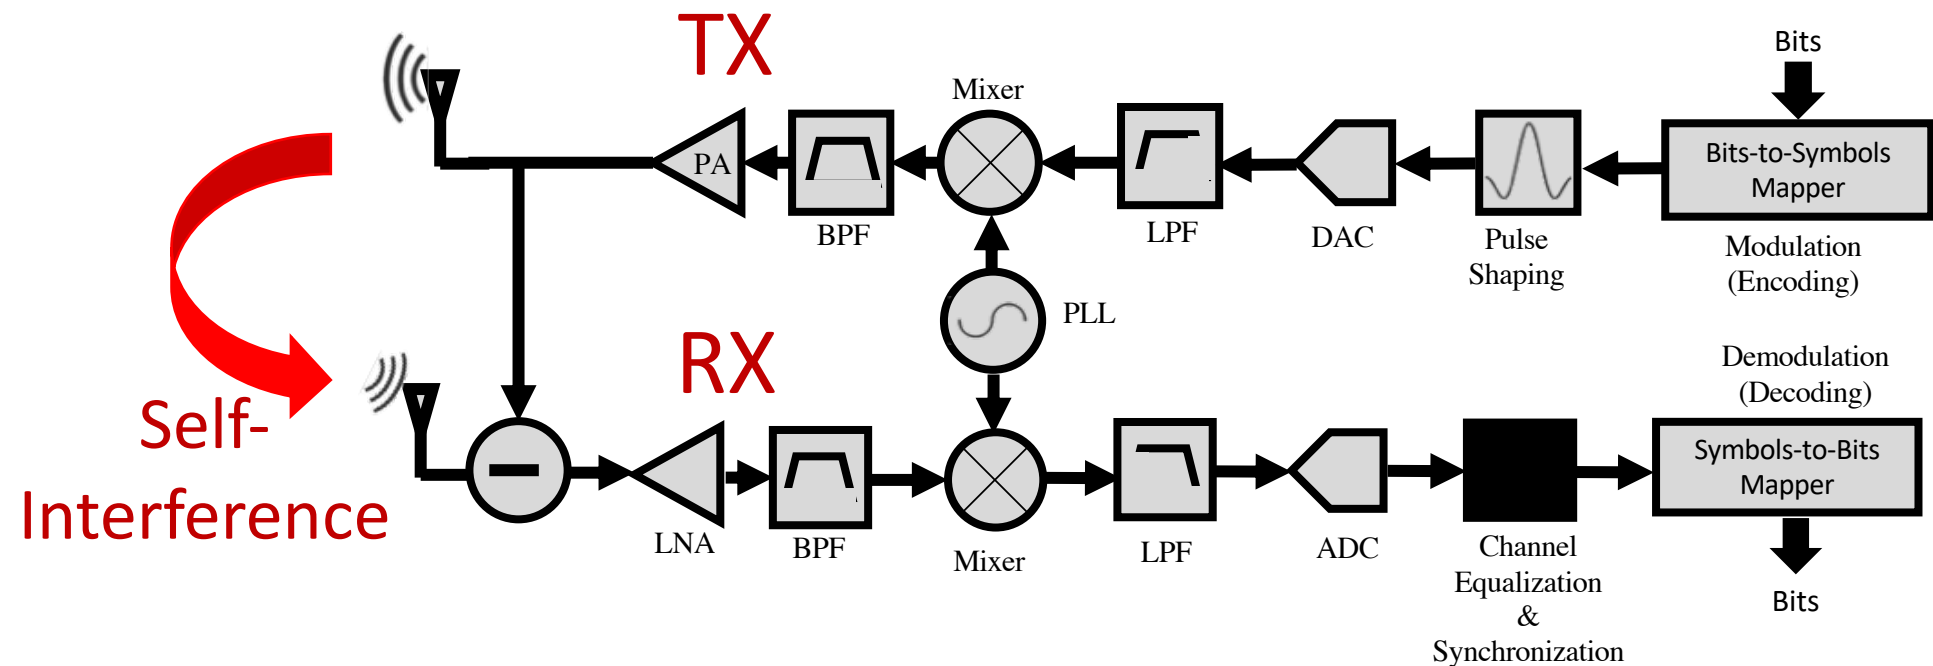 TX
Bits
Mixer
Bits-to-Symbols
Mapper
PA
BPF
LPF
DAC
Pulse
Shaping
Modulation
(Encoding)
PLL
RX
Demodulation
(Decoding)
Self-
Interference
Symbols-to-Bits
Mapper
LNA
BPF
Mixer
LPF
ADC
Channel
Equalization
&
Synchronization
Bits